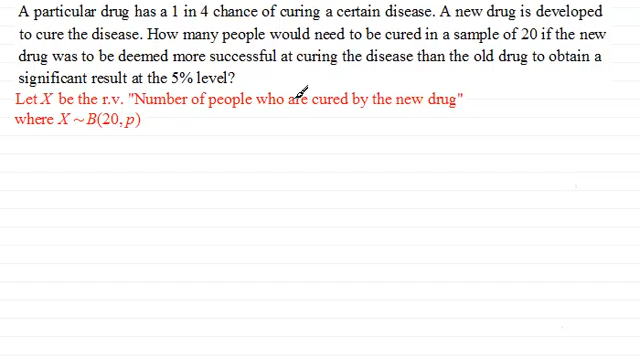 A particular drug has a 1 in 4 chance of curing a certain disease. A new drug is developed
to cure the disease. How many people would need to be cured in a sample of 20 if the new
drug was to be deemed more successful at curing the disease than the old drug to obtain a
significant result at the 5% level?
Let X be the r.v. "Number of people who are cured by the new drug"
where X ~ B(20, p)